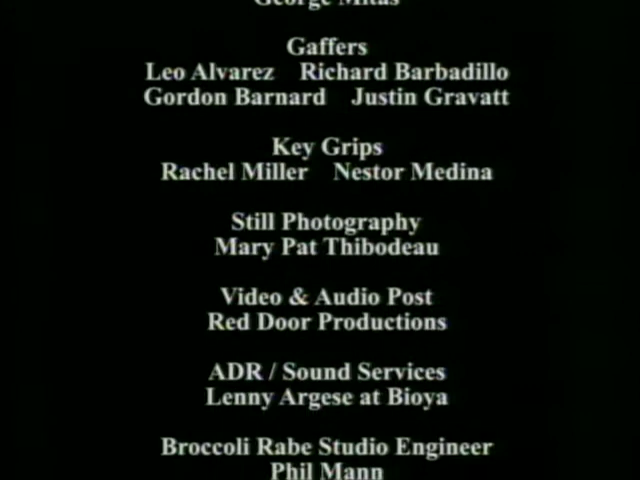 George Mitas
Gaffers
Leo Alvarez Richard Barbadillo
Gordon Barnard Justin Gravatt
Key Grips
Rachel Miller Nestor Medina
Still Photography
Mary Pat Thibodeau
Video & Audio Post
Red Door Productions
ADR / Sound Services
Lenny Argese at Bioya
Broccoli Rabe Studio Engineer
Phil Mann